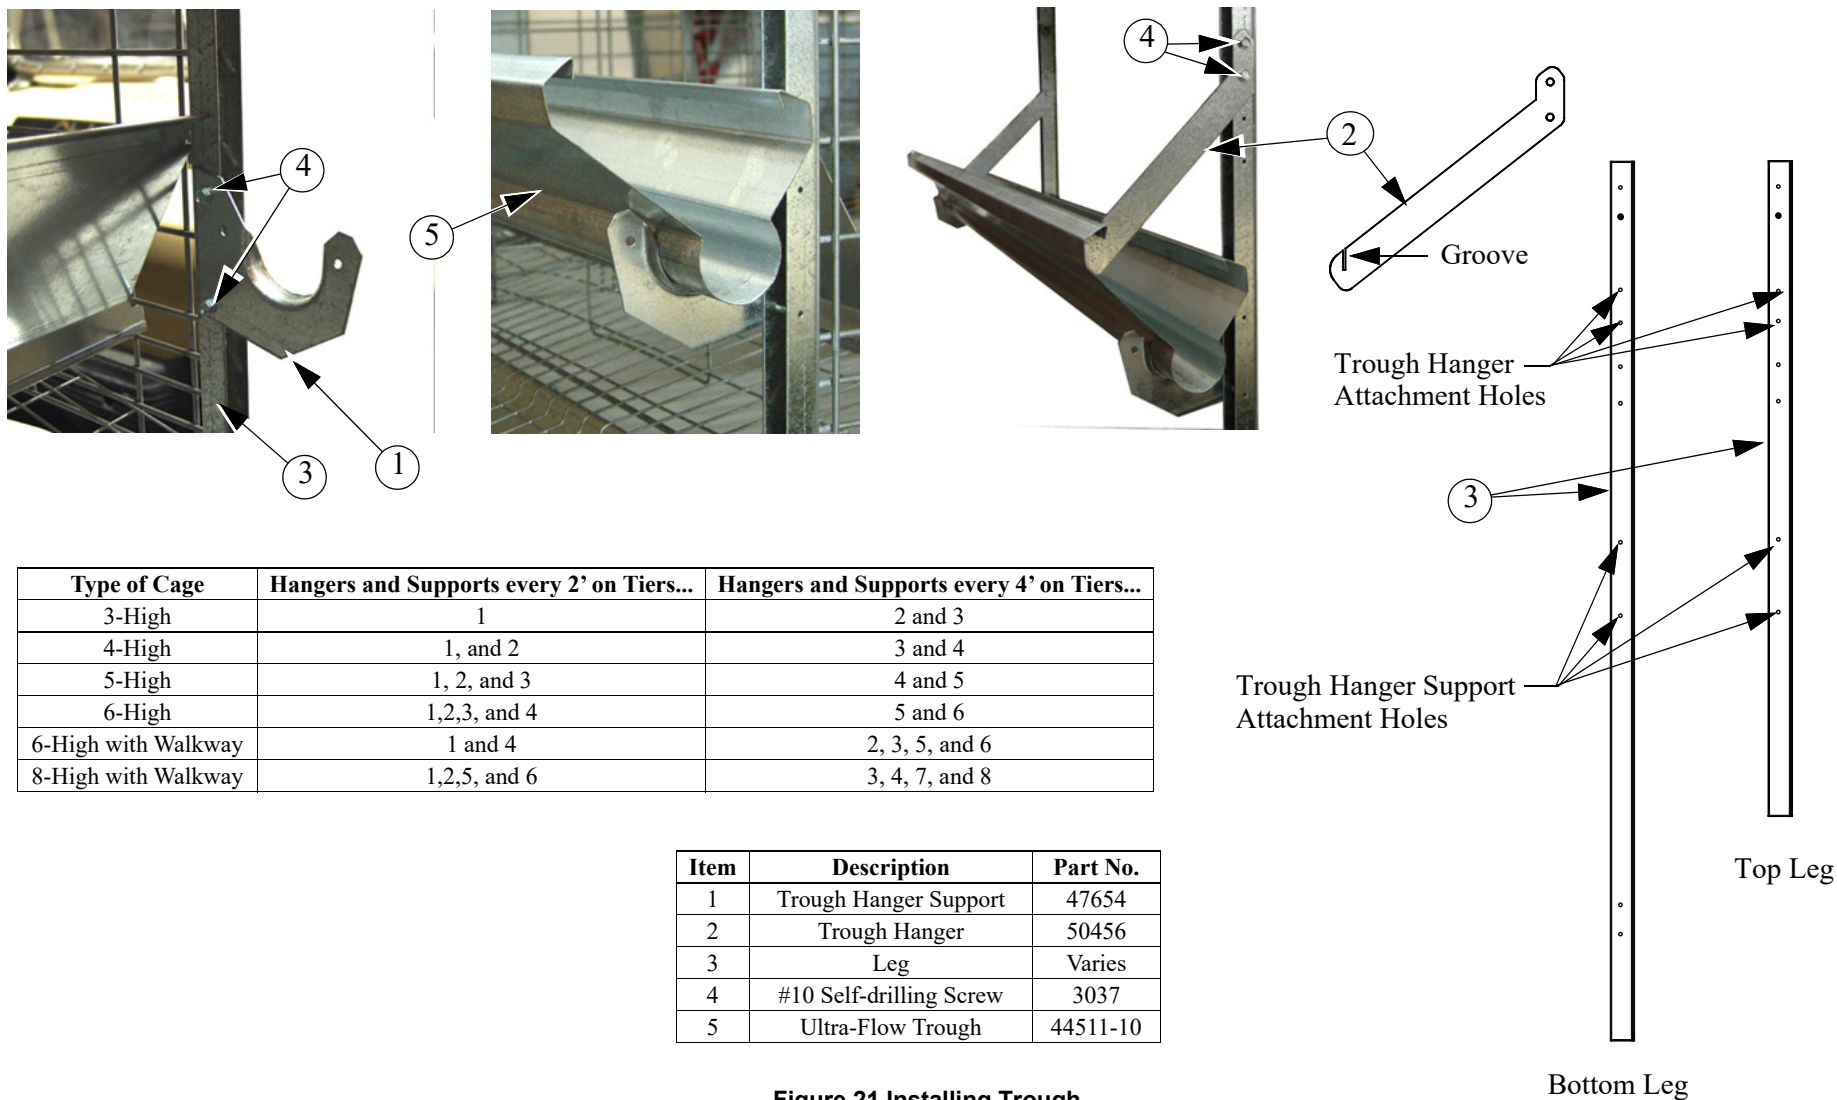 4
5
4
2
Groove
Trough Hanger
Attachment Holes
3
1
3
Trough Hanger Support
Attachment Holes
Top Leg
Bottom Leg
Type of Cage Hangers and Supports every 2’ on Tiers... Hangers and Supports every 4’ on Tiers...
3-High 1 2 and 3
4-High 1, and 2 3 and 4
5-High 1, 2, and 3 4 and 5
6-High 1,2,3, and 4 5 and 6
6-High with Walkway 1 and 4 2, 3, 5, and 6
8-High with Walkway 1,2,5, and 6 3, 4, 7, and 8
Item Description Part No.
1 Trough Hanger Support 47654
2 Trough Hanger 50456
3 Leg Varies
4 #10 Self-drilling Screw 3037
5 Ultra-Flow Trough 44511-10
Figure 21 Installing Trough